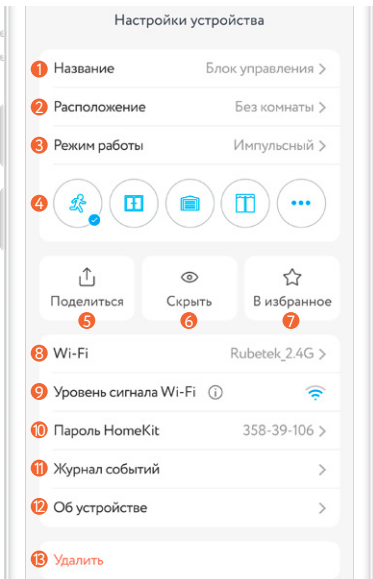 Настройки устройства
1 Название Блок управления >
2 Расположение Без комнаты >
3 Режим работы Импульсный >
4
Поделиться Скрыть В избранное
5 6 7
8 Wi-Fi Rubetek_2.4G >
9 Уровень сигнала Wi-Fi
10 Пароль HomeKit 358-39-106 >
11 Журнал событий >
12 Об устройстве >
13 Удалить